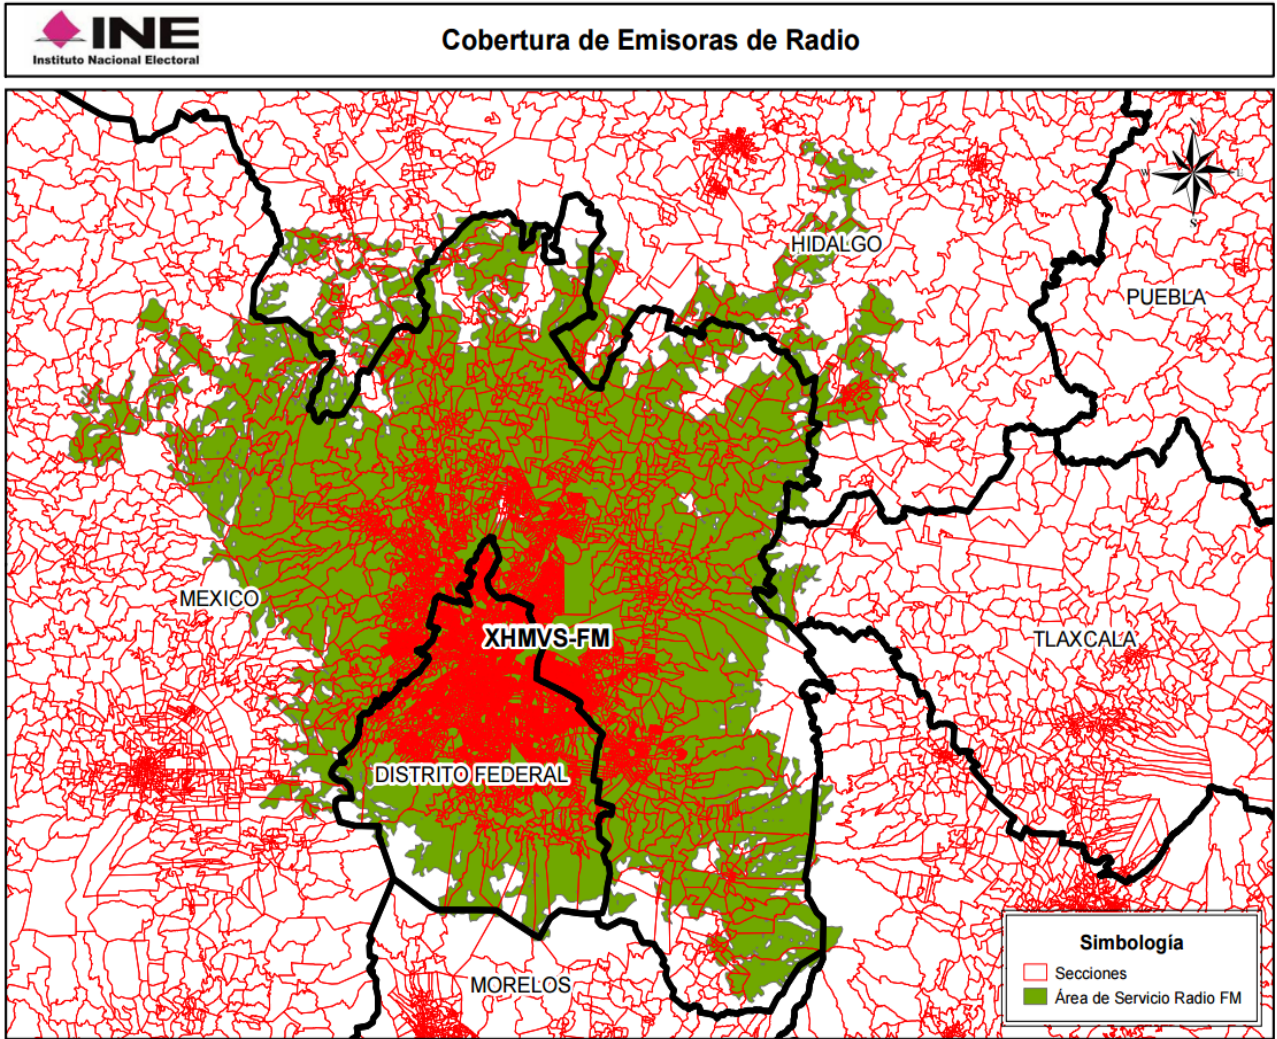 INE
Instituto Nacional Electoral
Cobertura de Emisoras de Radio
N
W E
S
HIDALGO
PUEBLA
MEXICO
XHMVS-FM
TLAXCALA
DISTRITO FEDERAL
MORELOS
Simbología
Secciones
Área de Servicio Radio FM